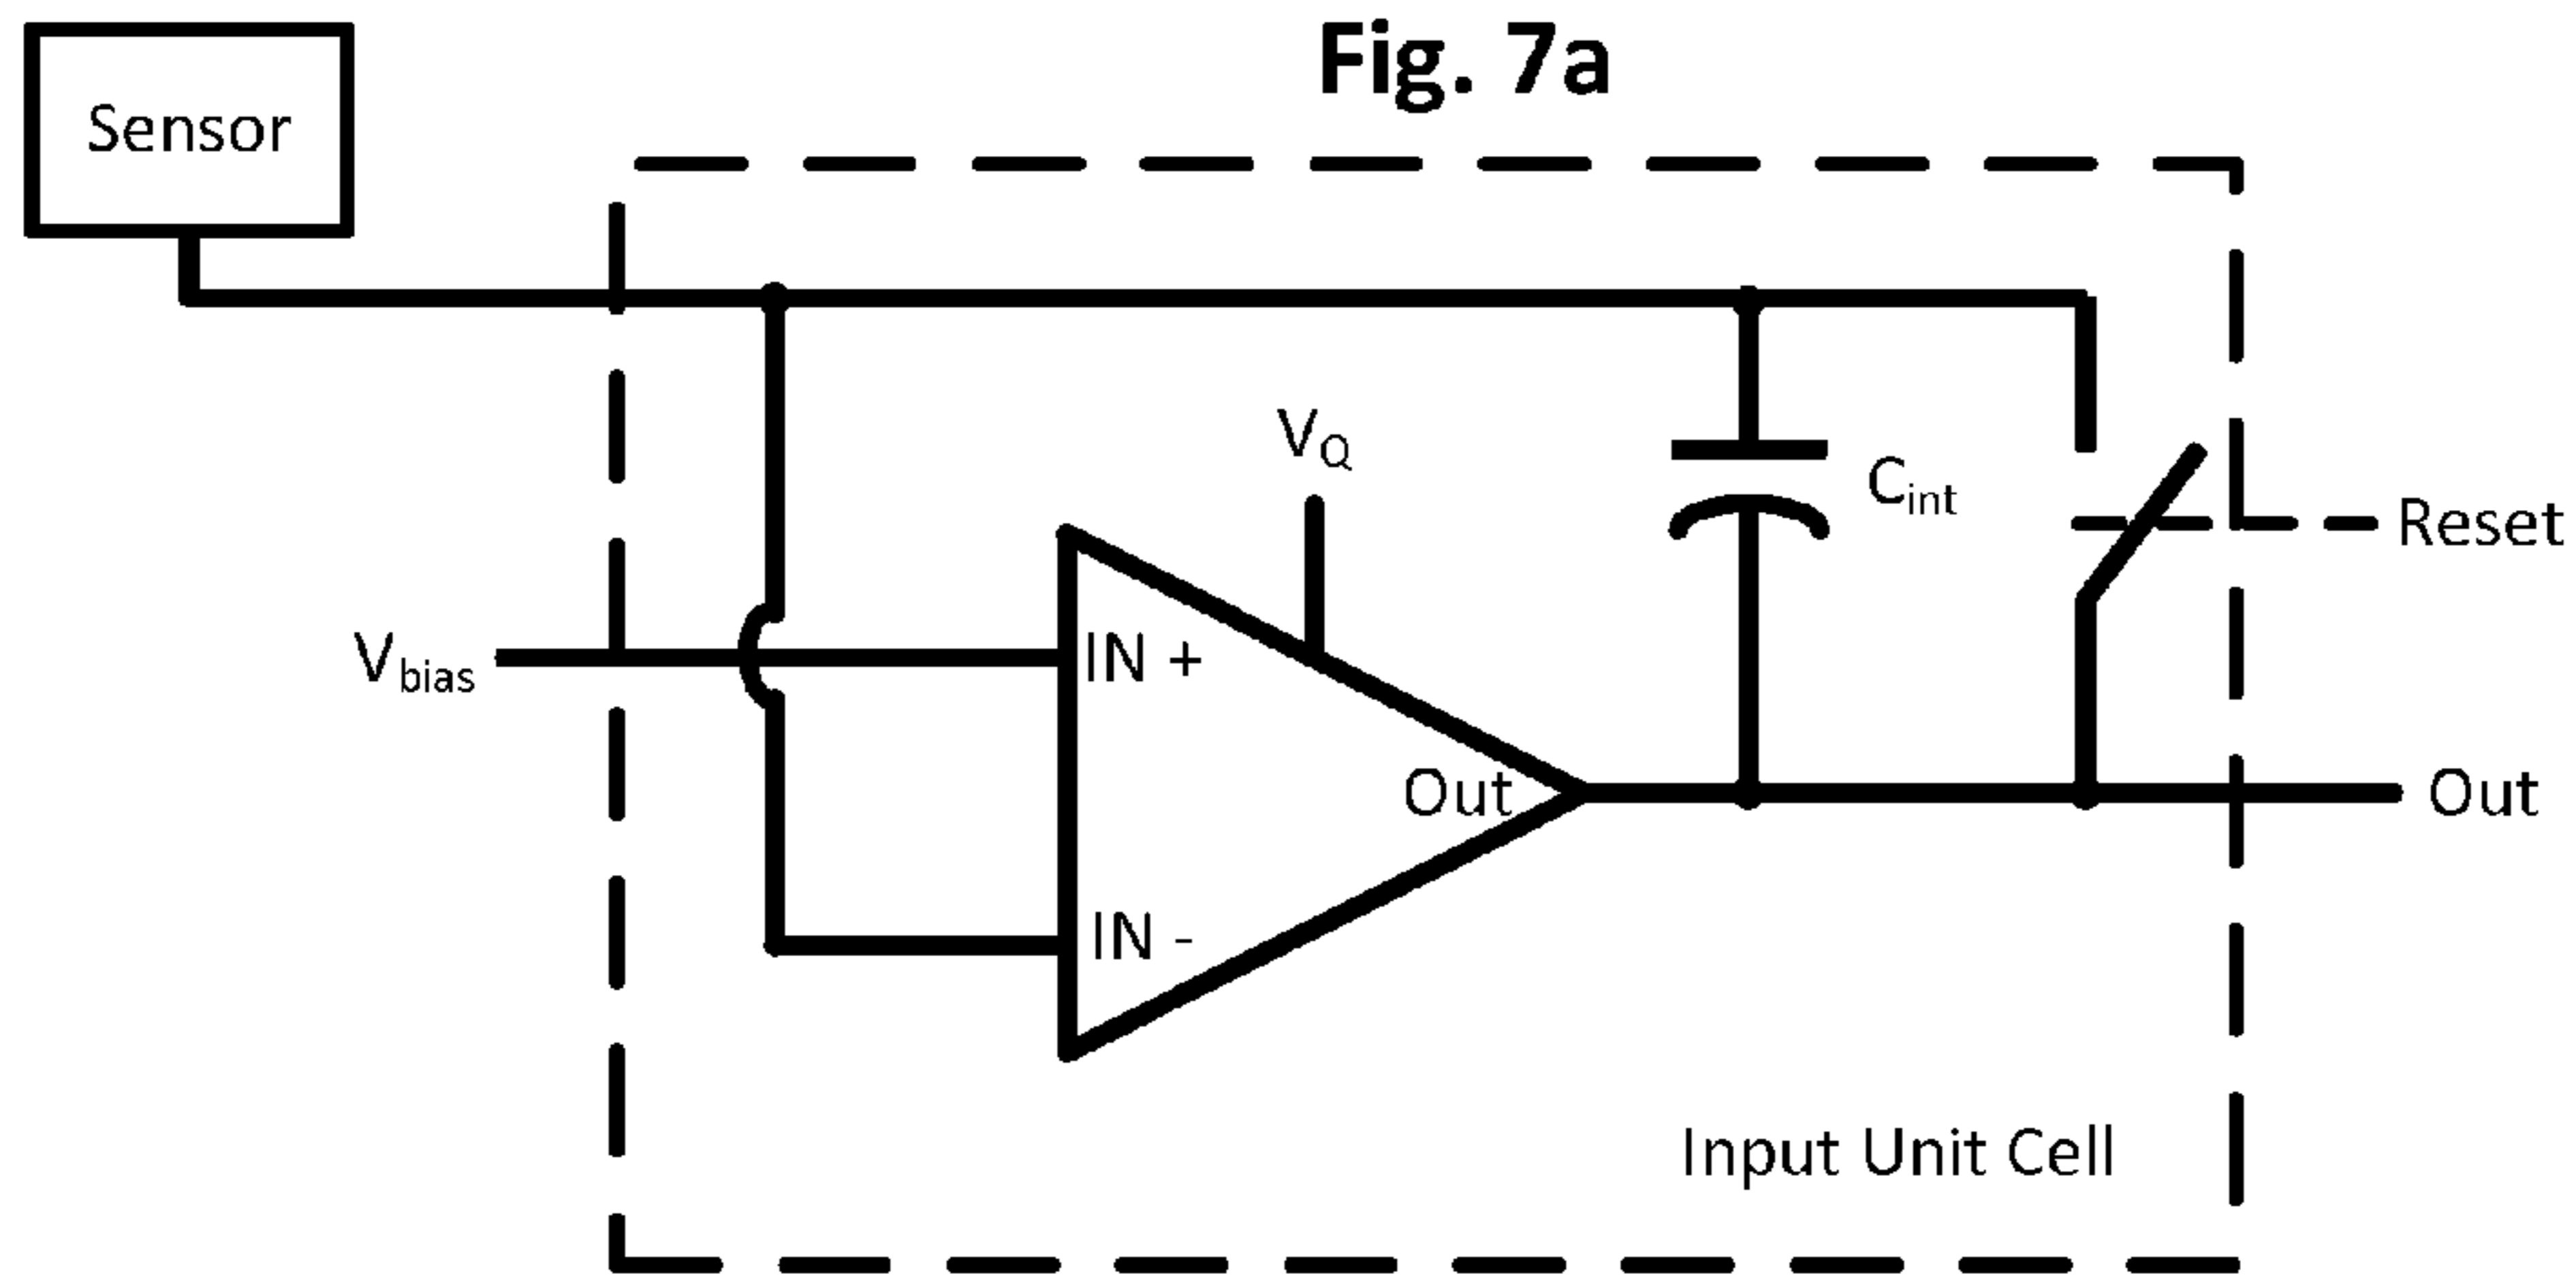 Fig. 7a
Sensor
VQ
Cint
Reset
Vbias
IN +
Out
Out
IN -
Input Unit Cell